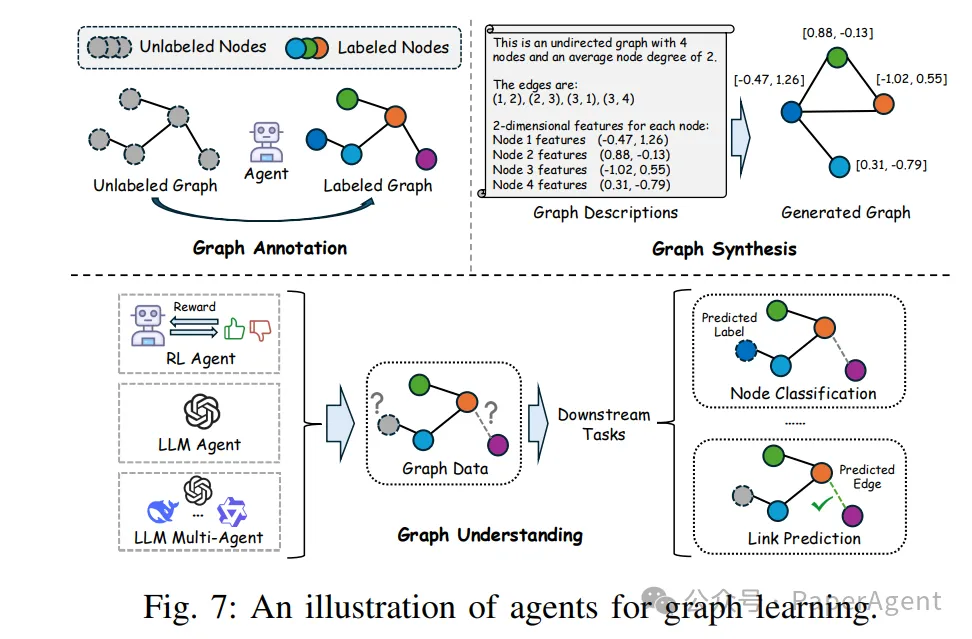 Unlabeled Nodes
Labeled Nodes
Unlabeled Graph
Agent
Labeled Graph
Graph Annotation
This is an undirected graph with 4
nodes and an average node degree of 2.
The edges are:
(1, 2), (2, 3), (3, 1), (3, 4)
2-dimensional features for each node:
Node 1 features (-0.47, 1.26)
Node 2 features (0.88, -0.13)
Node 3 features (-1.02, 0.55)
Node 4 features (0.31, -0.79)
Graph Descriptions
[0.88, -0.13]
[-0.47, 1.26]
[-1.02, 0.55]
[0.31, -0.79]
Generated Graph
Graph Synthesis
Reward
RL Agent
LLM Agent
...
LLM Multi-Agent
?
?
Graph Data
Graph Understanding
Downstream
Tasks
Predicted
Label
Node Classification
......
Predicted
Edge
Link Prediction
Fig. 7: An illustration of agents for graph learning.
公众号 · PaperAgent